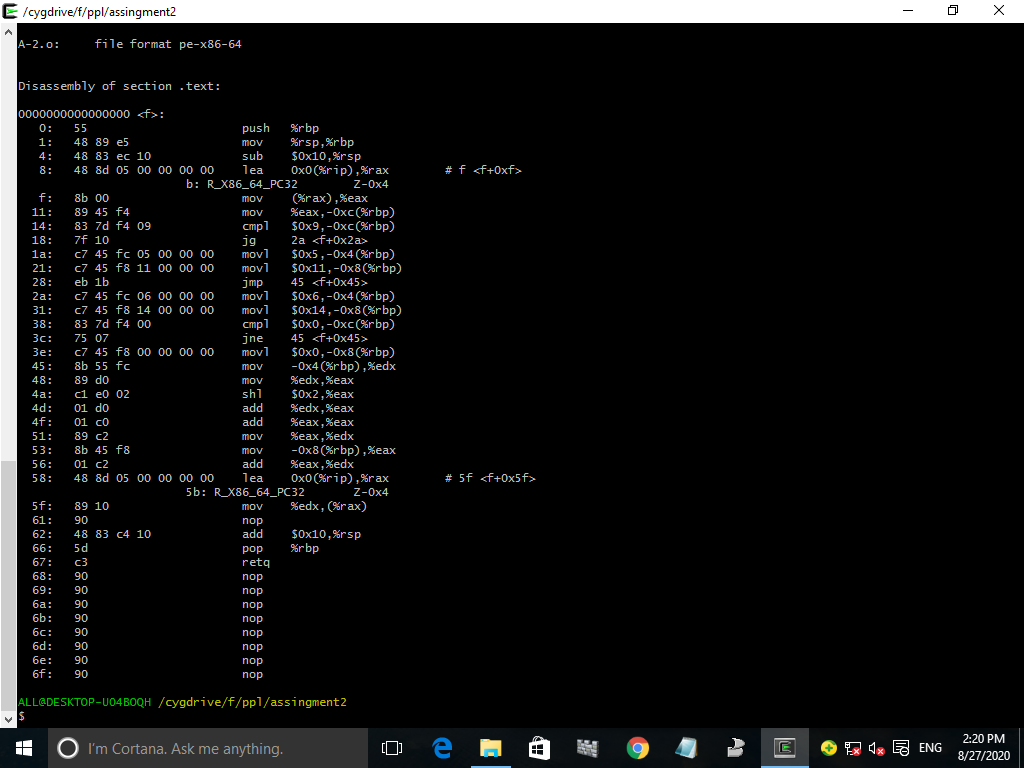 /cygdrive/f/ppl/assingment2
A-2.o:     file format pe-x86-64
Disassembly of section .text:
0000000000000000 <f>:
   0:   55                      push   %rbp
   1:   48 89 e5                mov    %rsp,%rbp
   4:   48 83 ec 10             sub    $0x10,%rsp
   8:   48 8d 05 00 00 00 00    lea    0x0(%rip),%rax        # f <f+0xf>
                        b: R_X86_64_PC32        Z-0x4
   f:   8b 00                   mov    (%rax),%eax
  11:   89 45 f4                mov    %eax,-0xc(%rbp)
  14:   83 7d f4 09             cmpl   $0x9,-0xc(%rbp)
  18:   7f 10                   jg     2a <f+0x2a>
  1a:   c7 45 fc 05 00 00 00    movl   $0x5,-0x4(%rbp)
  21:   c7 45 f8 11 00 00 00    movl   $0x11,-0x8(%rbp)
  28:   eb 1b                   jmp    45 <f+0x45>
  2a:   c7 45 fc 06 00 00 00    movl   $0x6,-0x4(%rbp)
  31:   c7 45 f8 14 00 00 00    movl   $0x14,-0x8(%rbp)
  38:   83 7d f4 00             cmpl   $0x0,-0xc(%rbp)
  3c:   75 07                   jne    45 <f+0x45>
  3e:   c7 45 f8 00 00 00 00    movl   $0x0,-0x8(%rbp)
  45:   8b 55 fc                mov    -0x4(%rbp),%edx
  48:   89 d0                   mov    %edx,%eax
  4a:   c1 e0 02                shl    $0x2,%eax
  4d:   01 d0                   add    %edx,%eax
  4f:   01 c0                   add    %eax,%eax
  51:   89 c2                   mov    %eax,%edx
  53:   8b 45 f8                mov    -0x8(%rbp),%eax
  56:   01 c2                   add    %eax,%edx
  58:   48 8d 05 00 00 00 00    lea    0x0(%rip),%rax        # 5f <f+0x5f>
                        5b: R_X86_64_PC32       Z-0x4
  5f:   89 10                   mov    %edx,(%rax)
  61:   90                      nop
  62:   48 83 c4 10             add    $0x10,%rsp
  66:   5d                      pop    %rbp
  67:   c3                      retq
  68:   90                      nop
  69:   90                      nop
  6a:   90                      nop
  6b:   90                      nop
  6c:   90                      nop
  6d:   90                      nop
  6e:   90                      nop
  6f:   90                      nop
ALL@DESKTOP-U04B0QH /cygdrive/f/ppl/assingment2
$
I'm Cortana. Ask me anything.
ENG
2:20 PM
8/27/2020